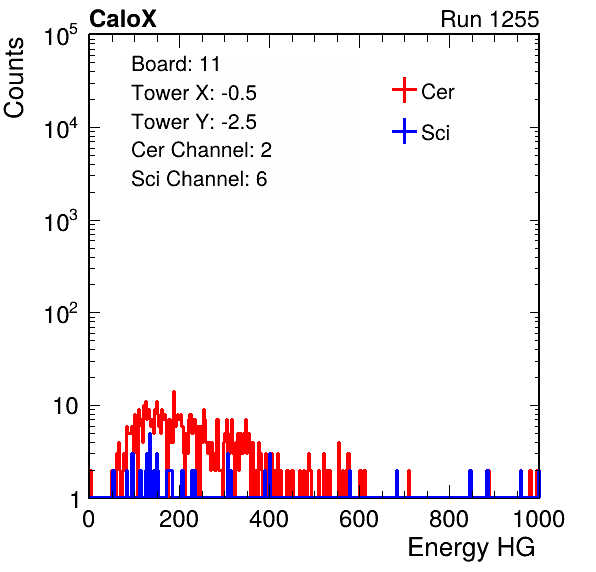 CaloX Run 1255
Counts
10^5
10^4
10^3
10^2
10
1
Board: 11
Tower X: -0.5
Tower Y: -2.5
Cer Channel: 2
Sci Channel: 6
Cer
Sci
0 200 400 600 800 1000
Energy HG